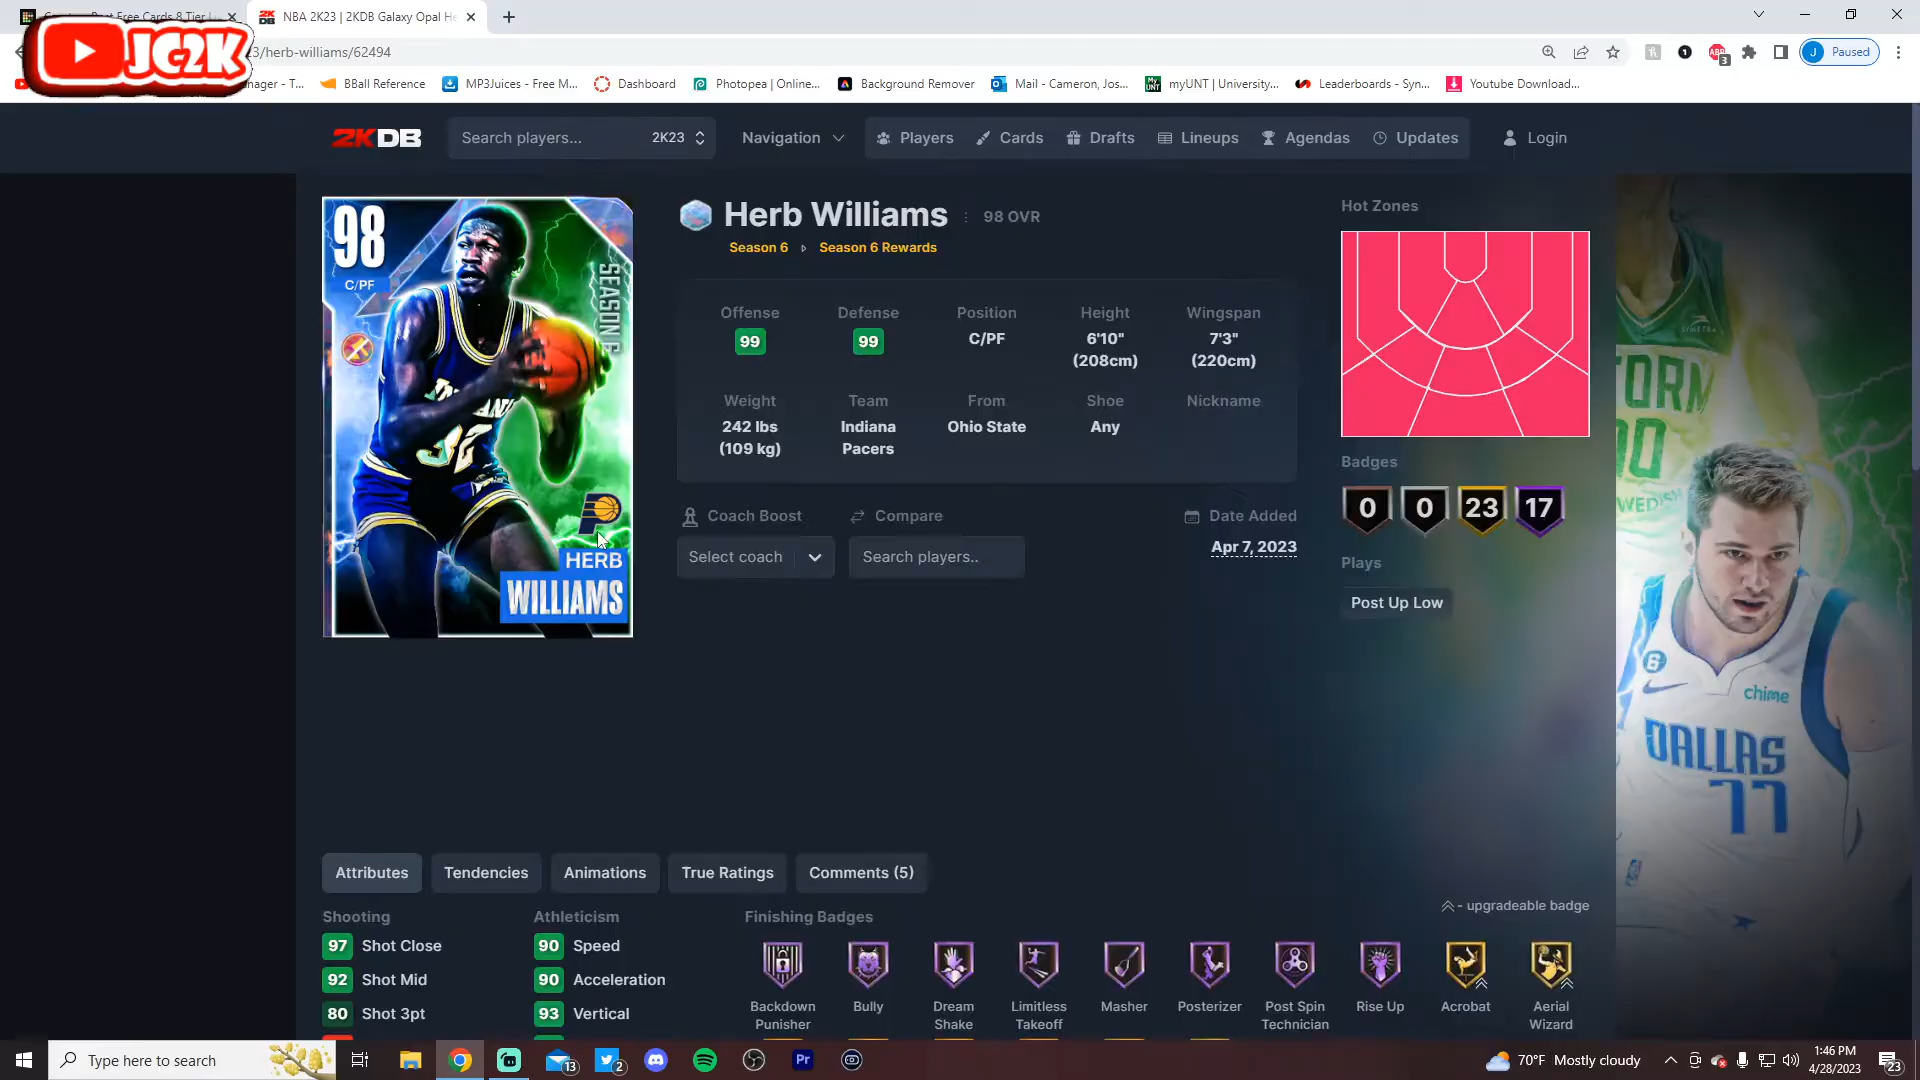 NBA 2K23 | 2KDB Galaxy Opal He
JC2K
3/herb-williams/62494
Paused
anager - T...
BBall Reference
MP3Juices - Free M...
Dashboard
Photopea | Online...
Background Remover
Mail - Cameron, Jos...
myUNT | University...
Leaderboards - Syn...
Youtube Download...
2KDB
Search players...
2K23
Navigation
Players
Cards
Drafts
Lineups
Agendas
Updates
Login
98
C/PF
SEASON 6
HERB
WILLIAMS
Herb Williams
98 OVR
Season 6
Season 6 Rewards
Offense
Defense
Position
Height
Wingspan
99
99
C/PF
6'10"
(208cm)
7'3"
(220cm)
Weight
Team
From
Shoe
Nickname
242 lbs
(109 kg)
Indiana
Pacers
Ohio State
Any
Coach Boost
Compare
Date Added
Select coach
Search players..
Apr 7, 2023
Hot Zones
Badges
0
0
23
17
Plays
Post Up Low
chime
DALLAS
77
Attributes
Tendencies
Animations
True Ratings
Comments (5)
- upgradeable badge
Shooting
97 Shot Close
92 Shot Mid
80 Shot 3pt
Athleticism
90 Speed
90 Acceleration
93 Vertical
Finishing Badges
Backdown
Punisher
Bully
Dream
Shake
Limitless
Takeoff
Masher
Posterizer
Post Spin
Technician
Rise Up
Acrobat
Aerial
Wizard
Type here to search
13
2
Pr
70°F Mostly cloudy
1:46 PM
4/28/2023
23